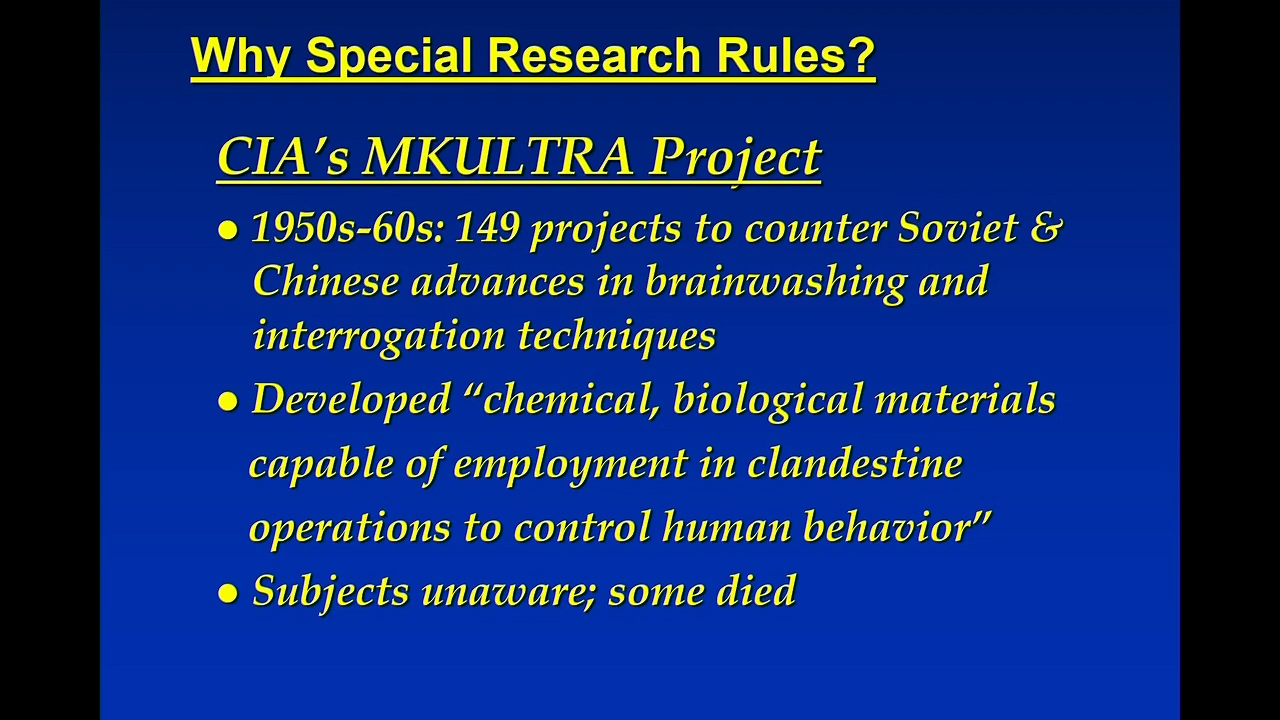 Why Special Research Rules?
CIA’s MKULTRA Project
● 1950s-60s: 149 projects to counter Soviet &
Chinese advances in brainwashing and
interrogation techniques
● Developed “chemical, biological materials
capable of employment in clandestine
operations to control human behavior”
● Subjects unaware; some died